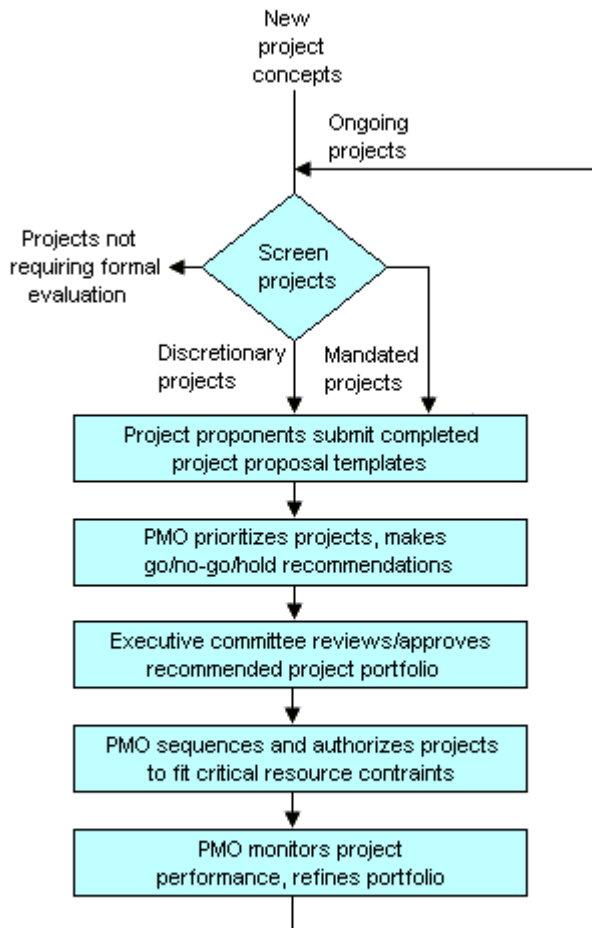 New
project
concepts
Ongoing
projects
Screen
projects
Projects not
requiring formal
evaluation
Discretionary
projects
Mandated
projects
Project proponents submit completed
project proposal templates
PMO prioritizes projects, makes
go/no-go/hold recommendations
Executive committee reviews/approves
recommended project portfolio
PMO sequences and authorizes projects
to fit critical resource contraints
PMO monitors project
performance, refines portfolio